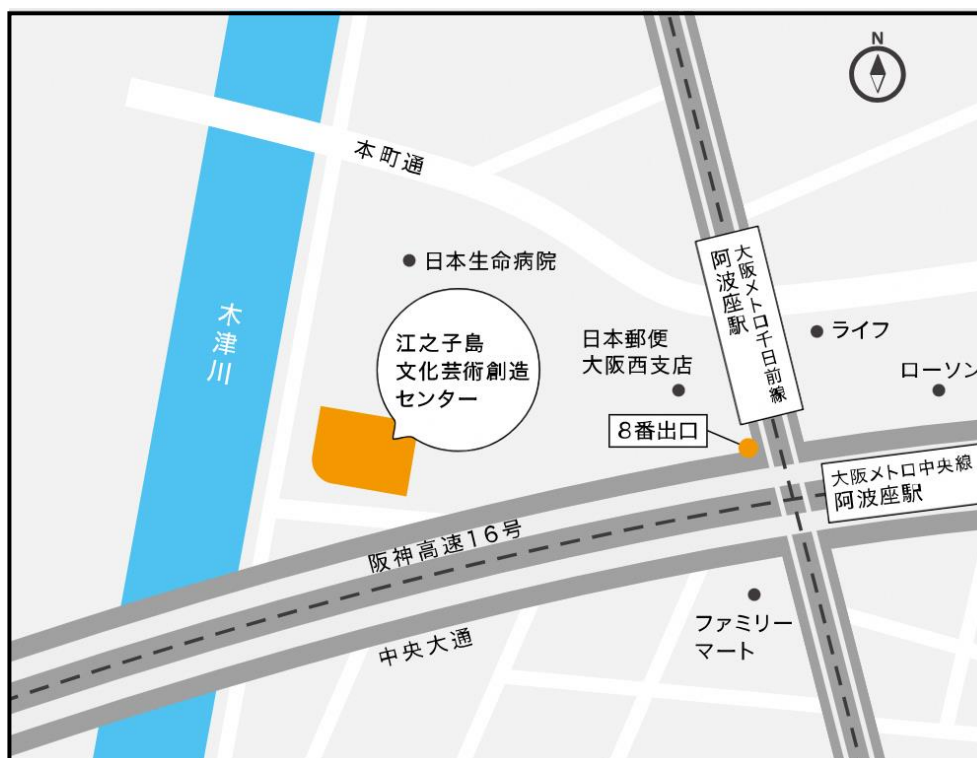 N
本町通
日本生命病院
木津川
江之子島
文化芸術創造
センター
日本郵便
大阪西支店
8番出口
大阪メトロ千日前線
阿波座駅
ライフ
ローソン
大阪メトロ中央線
阿波座駅
阪神高速16号
中央大通
ファミリー
マート